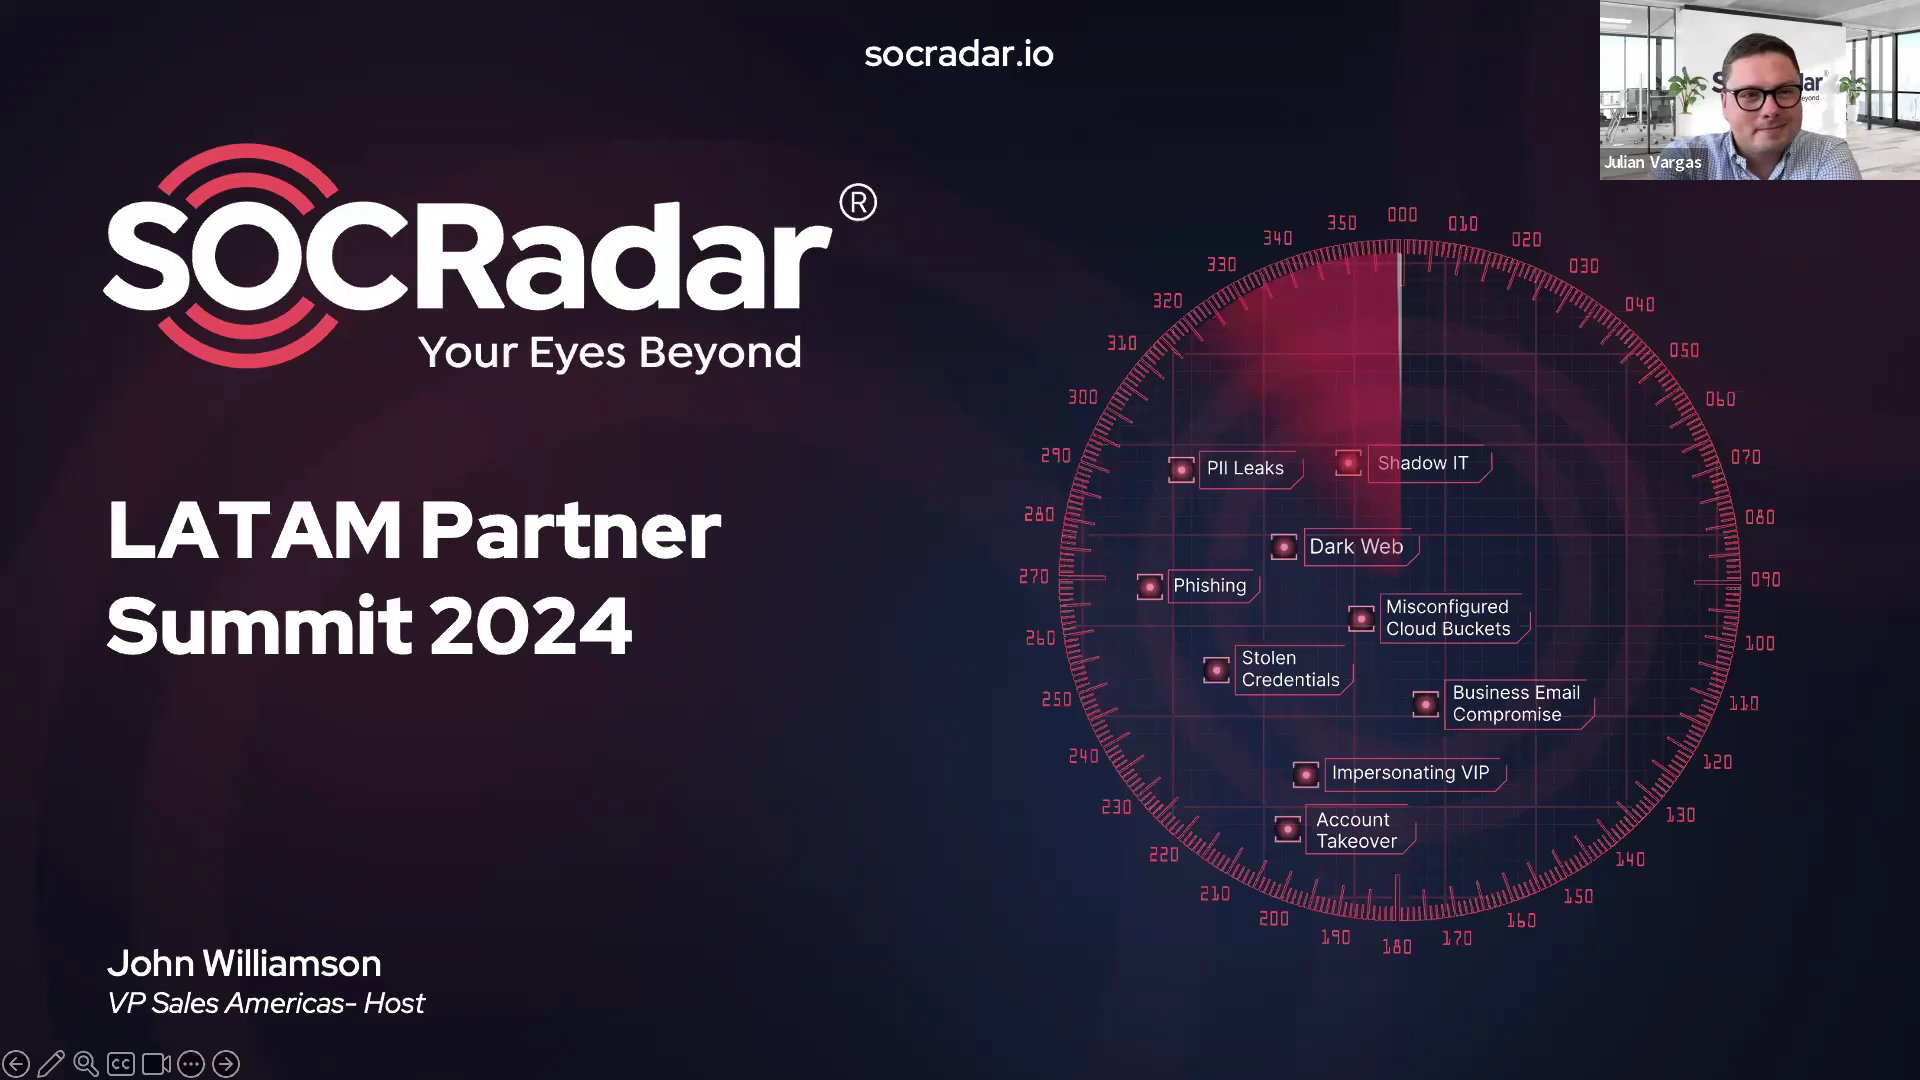 socradar.io
SOCRadar®
Your Eyes Beyond
LATAM Partner
Summit 2024
John Williamson
VP Sales Americas- Host
CC
ar®
eyond
Julian Vargas
000
010
020
030
040
050
060
070
080
090
100
110
120
130
140
150
160
170
180
190
200
210
220
230
240
250
260
270
280
290
300
310
320
330
340
350
PII Leaks
Shadow IT
Dark Web
Phishing
Misconfigured
Cloud Buckets
Stolen
Credentials
Business Email
Compromise
Impersonating VIP
Account
Takeover